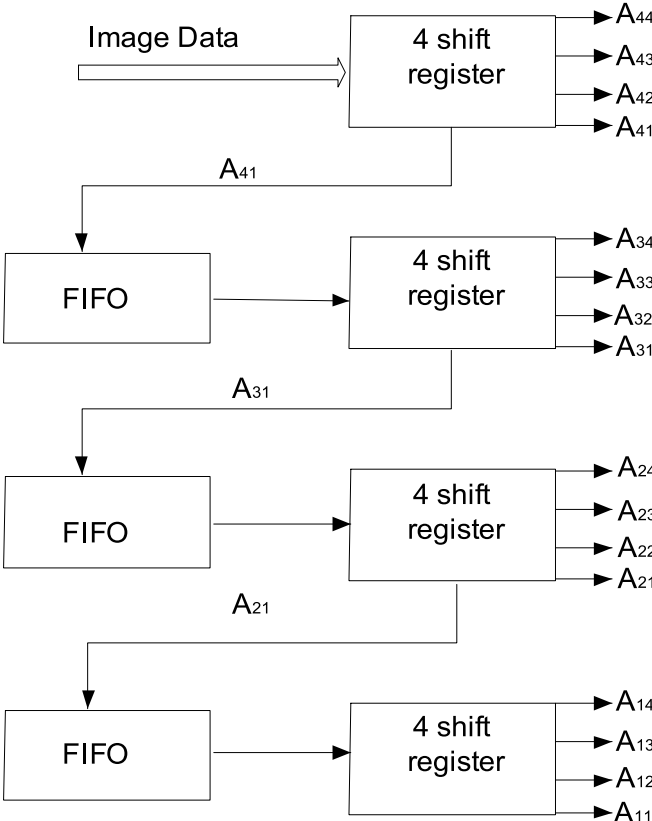 Image Data
4 shift
register
A44
A43
A42
A41
A41
FIFO
4 shift
register
A34
A33
A32
A31
A31
FIFO
4 shift
register
A24
A23
A22
A21
A21
FIFO
4 shift
register
A14
A13
A12
A11